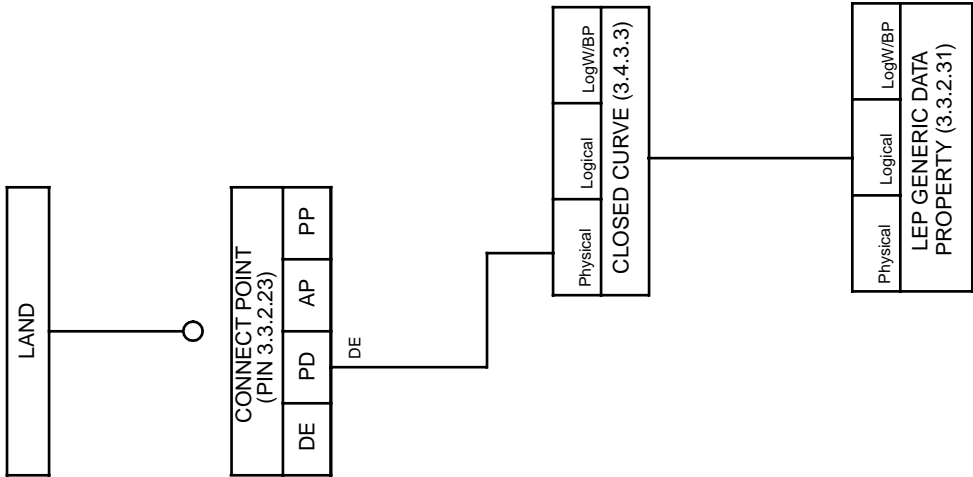 LAND
CONNECT POINT
(PIN 3.3.2.23)
DE
PD
AP
PP
DE
Physical
Logical
LogW/BP
CLOSED CURVE (3.4.3.3)
Physical
Logical
LogW/BP
LEP GENERIC DATA
PROPERTY (3.3.2.31)